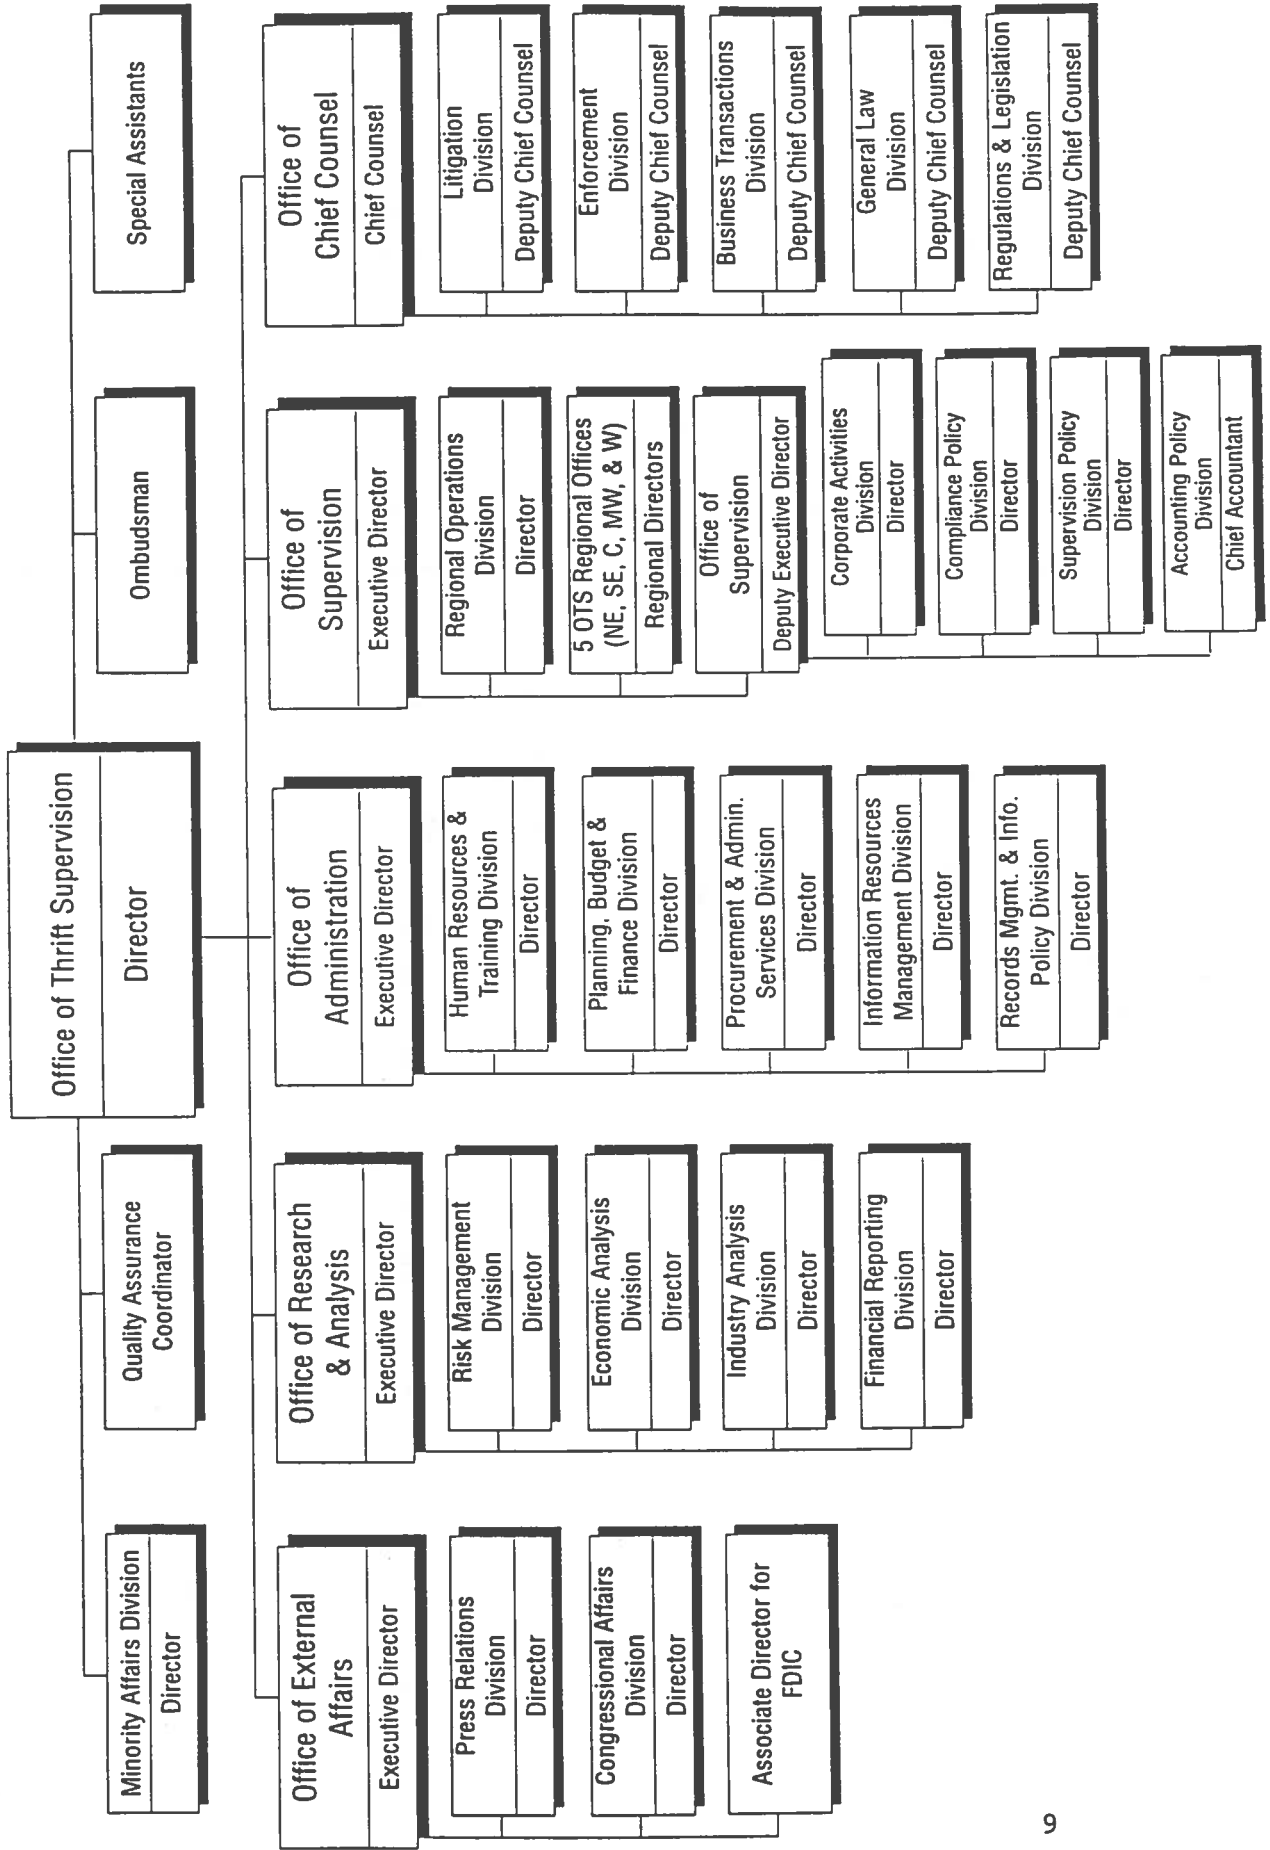 Office of Thrift Supervision
Director
Minority Affairs Division
Director
Quality Assurance
Coordinator
Ombudsman
Special Assistants
Office of External
Affairs
Executive Director
Press Relations
Division
Director
Congressional Affairs
Division
Director
Associate Director for
FDIC
Office of Research
& Analysis
Executive Director
Risk Management
Division
Director
Economic Analysis
Division
Director
Industry Analysis
Division
Director
Financial Reporting
Division
Director
Office of
Administration
Executive Director
Human Resources &
Training Division
Director
Planning, Budget &
Finance Division
Director
Procurement & Admin.
Services Division
Director
Information Resources
Management Division
Director
Records Mgmt. & Info.
Policy Division
Director
Office of
Supervision
Executive Director
Regional Operations
Division
Director
5 OTS Regional Offices
(NE, SE, C, MW, & W)
Regional Directors
Office of
Supervision
Deputy Executive Director
Corporate Activities
Division
Director
Compliance Policy
Division
Director
Supervision Policy
Division
Director
Accounting Policy
Division
Chief Accountant
Office of
Chief Counsel
Chief Counsel
Litigation
Division
Deputy Chief Counsel
Enforcement
Division
Deputy Chief Counsel
Business Transactions
Division
Deputy Chief Counsel
General Law
Division
Deputy Chief Counsel
Regulations & Legislation
Division
Deputy Chief Counsel
9